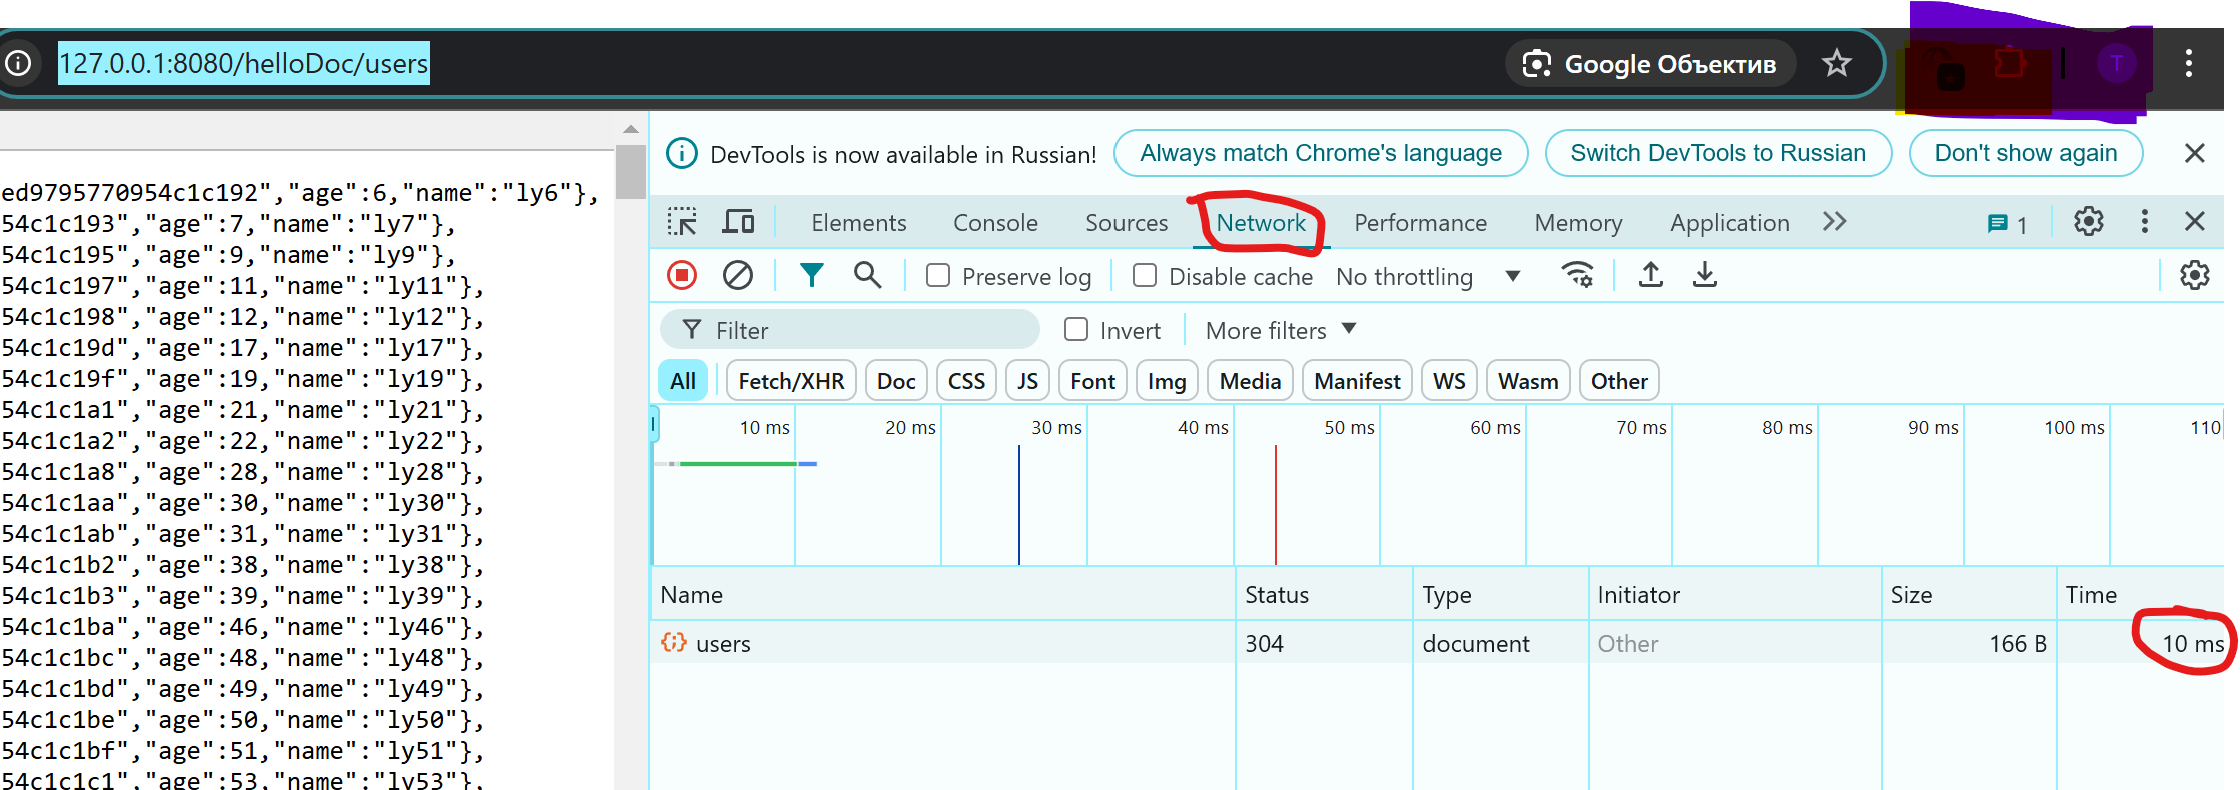 127.0.0.1:8080/helloDoc/users
Google Объектив
T
DevTools is now available in Russian!
Always match Chrome's language
Switch DevTools to Russian
Don't show again
ed9795770954c1c192","age":6,"name":"ly6"},
54c1c193","age":7,"name":"ly7"},
54c1c195","age":9,"name":"ly9"},
54c1c197","age":11,"name":"ly11"},
54c1c198","age":12,"name":"ly12"},
54c1c19d","age":17,"name":"ly17"},
54c1c19f","age":19,"name":"ly19"},
54c1c1a1","age":21,"name":"ly21"},
54c1c1a2","age":22,"name":"ly22"},
54c1c1a8","age":28,"name":"ly28"},
54c1c1aa","age":30,"name":"ly30"},
54c1c1ab","age":31,"name":"ly31"},
54c1c1b2","age":38,"name":"ly38"},
54c1c1b3","age":39,"name":"ly39"},
54c1c1ba","age":46,"name":"ly46"},
54c1c1bc","age":48,"name":"ly48"},
54c1c1bd","age":49,"name":"ly49"},
54c1c1be","age":50,"name":"ly50"},
54c1c1bf","age":51,"name":"ly51"},
54c1c1c1","age":53,"name":"ly53"},
Elements Console Sources Network Performance Memory Application 1
Preserve log Disable cache No throttling
Filter Invert More filters
All Fetch/XHR Doc CSS JS Font Img Media Manifest WS Wasm Other
10 ms 20 ms 30 ms 40 ms 50 ms 60 ms 70 ms 80 ms 90 ms 100 ms 110
Name Status Type Initiator Size Time
users 304 document Other 166 B 10 ms